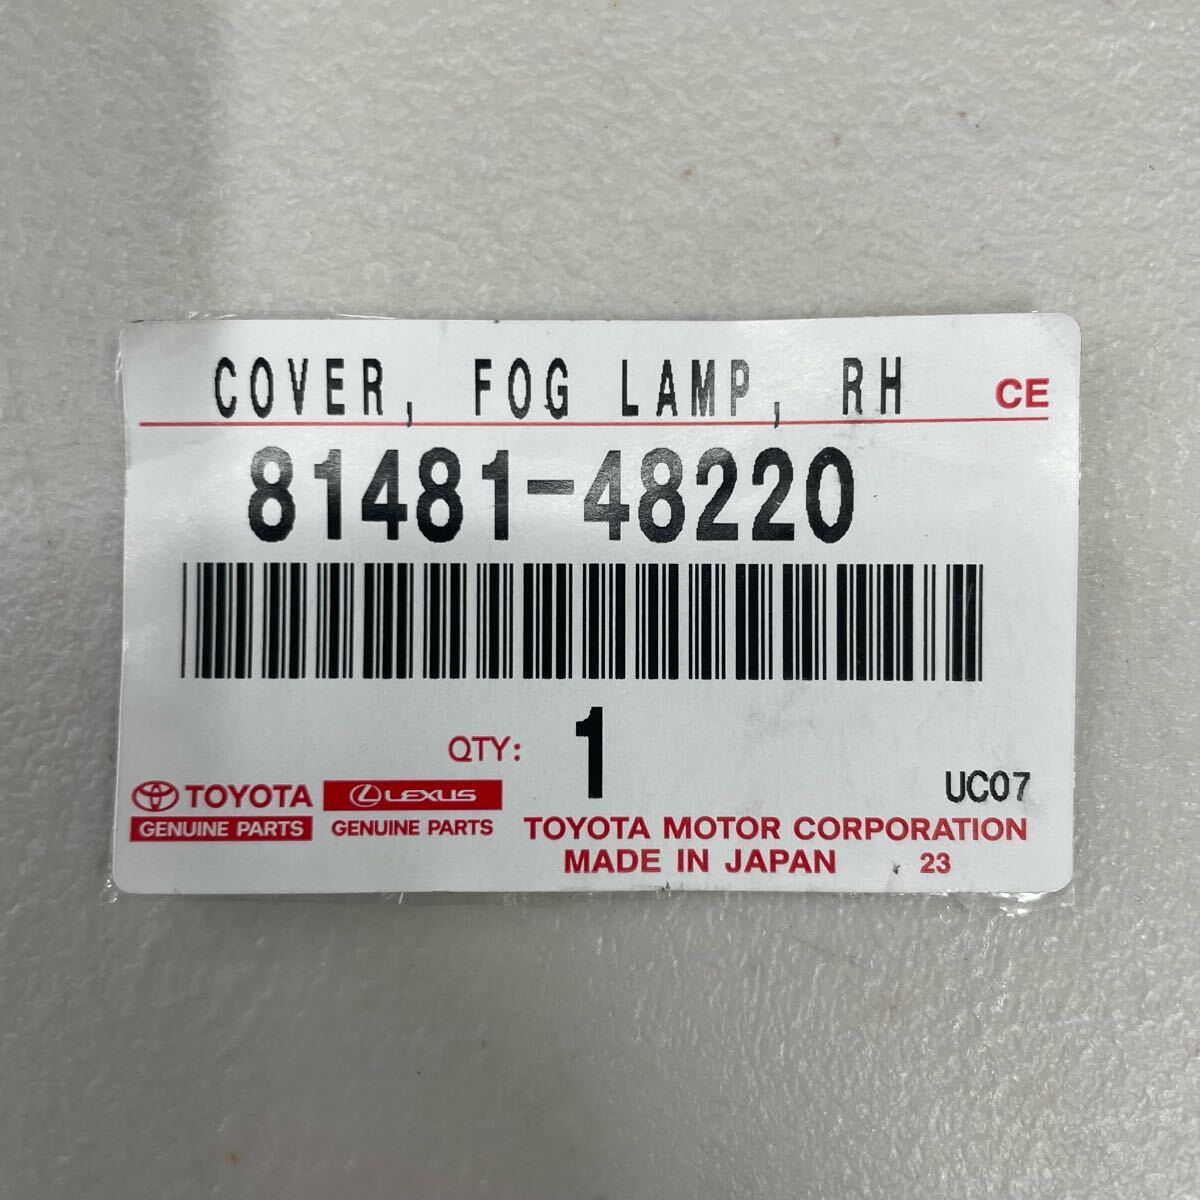 COVER, FOG LAMP, RH CE
81481-48220
QTY: 1
UC07
TOYOTA LEXUS
GENUINE PARTS GENUINE PARTS
TOYOTA MOTOR CORPORATION
MADE IN JAPAN 23